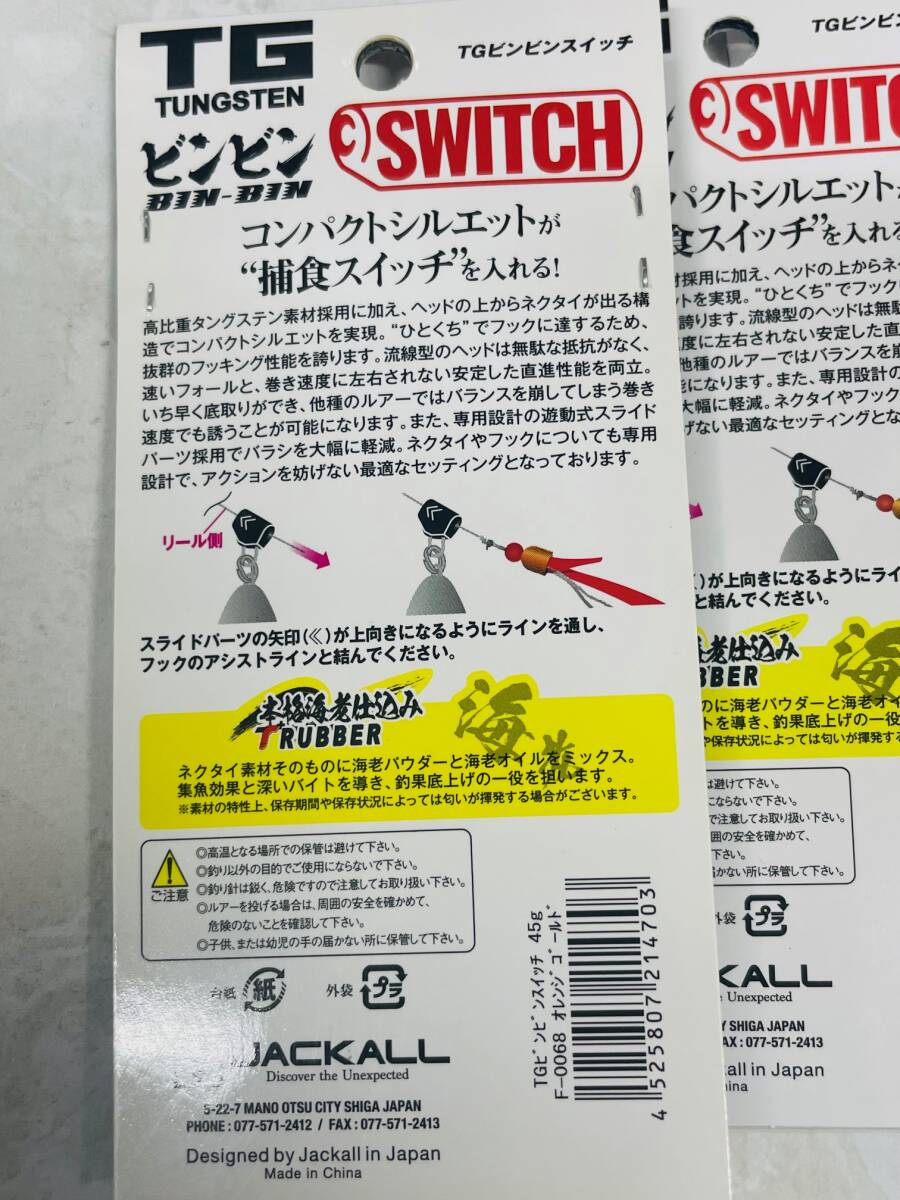 TG
TUNGSTEN
TGビンビンスイッチ
ビンビン
BIN-BIN
SWITCH
コンパクトシルエットが
“捕食スイッチ”を入れる!
高比重タングステン素材採用に加え、ヘッドの上からネクタイが出る構
造でコンパクトシルエットを実現。“ひとくち”でフックに達するため、
抜群のフッキング性能を誇ります。流線型のヘッドは無駄な抵抗がなく、
速いフォールと、巻き速度に左右されない安定した直進性能を両立。
いち早く底取りができ、他種のルアーではバランスを崩してしまう巻き
速度でも誘うことが可能になります。また、専用設計の遊動式スライド
パーツ採用でバラシを大幅に軽減。ネクタイやフックについても専用
設計で、アクションを妨げない最適なセッティングとなっております。
リール側
スライドパーツの矢印(≪)が上向きになるようにラインを通し、
フックのアシストラインと結んでください。
本格海老仕込み
T RUBBER
海老
ネクタイ素材そのものに海老パウダーと海老オイルをミックス。
集魚効果と深いバイトを導き、釣果底上げの一役を担います。
※素材の特性上、保存期間や保存状況によっては匂いが揮発する場合がございます。
ご注意
◎高温となる場所での保管は避けて下さい。
◎釣り以外の目的でご使用にならないで下さい。
◎釣り針は鋭く、危険ですので注意してお取り扱い下さい。
◎ルアーを投げる場合は、周囲の安全を確かめて、
危険のないことを確認して下さい。
◎子供、または幼児の手の届かない所に保管して下さい。
台紙 紙 外袋 プラ
JACKALL
Discover the Unexpected
5-22-7 MANO OTSU CITY SHIGA JAPAN
PHONE : 077-571-2412 / FAX : 077-571-2413
Designed by Jackall in Japan
Made in China
TGビンビンスイッチ 45g
F-0068 オレンジゴールド
4 525807 214703
TGビンビンスイッチ
SWITC
パクトシルエット
食スイッチ”を入れ
材採用に加え、ヘッドの上からネク
トを実現。“ひとくち”でフック
誇ります。流線型のヘッドは無駄
度に左右されない安定した直
他種のルアーではバランスを崩
になります。また、専用設計の
大幅に軽減。ネクタイやフック
げない最適なセッティングとな
)が上向きになるようにライ
と結んでください。
老仕込み
BBER
海
のに海老パウダーと海老オ
トを導き、釣果底上げの一役
や保存状況によっては匂いが揮発する
は避けて下さい。
にならないで下さい。
で注意してお取り扱い下さい。
囲の安全を確かめて、
下さい。
届かない所に保管して下さい。
外袋 プラ
KALL
e Unexpected
Y SHIGA JAPAN
FAX : 077-571-2413
kall in Japan
hina